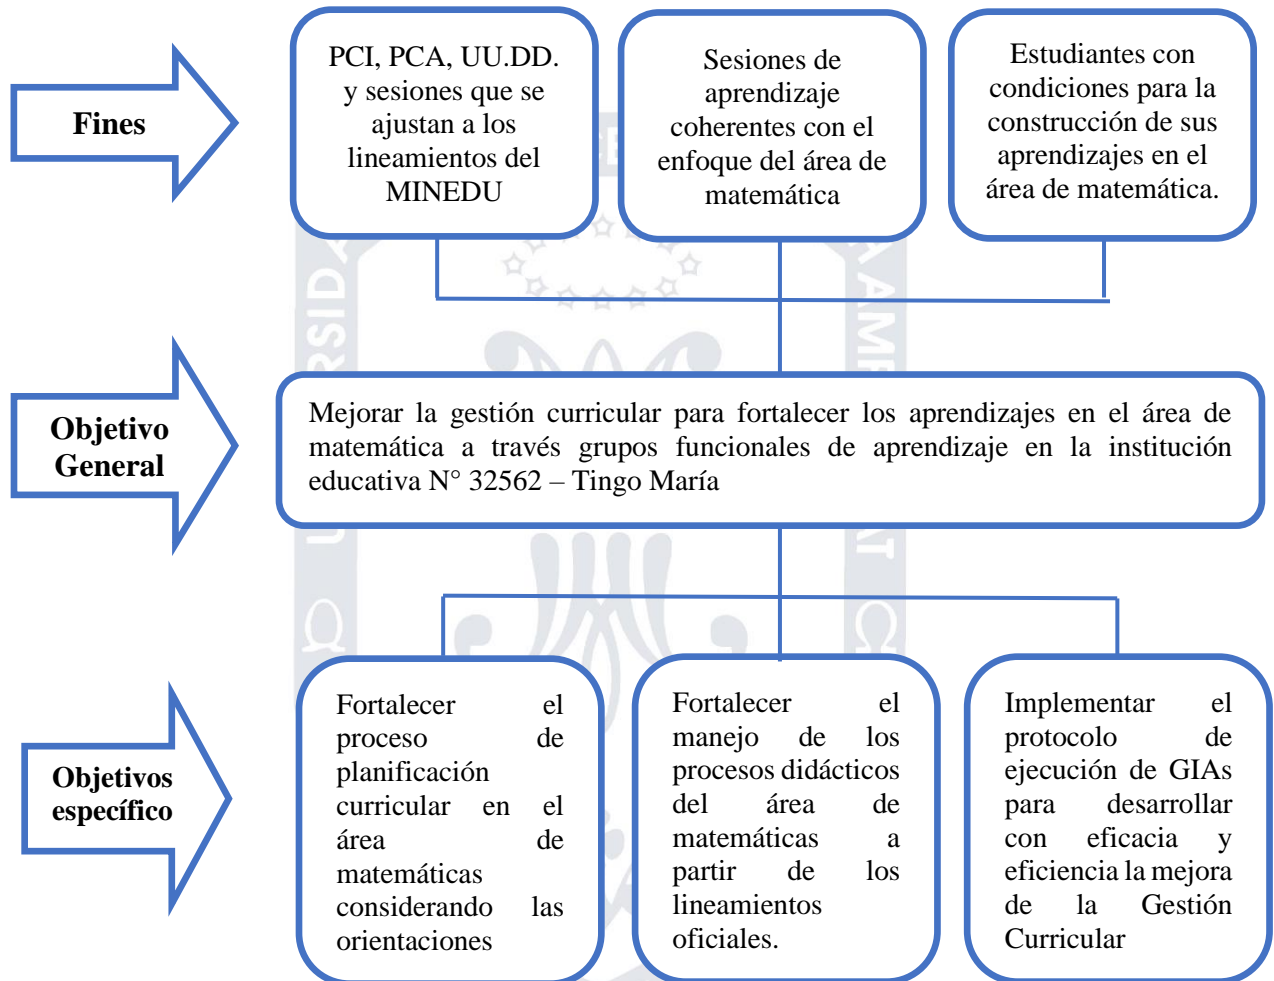 Fines
PCI, PCA, UU.DD.
y sesiones que se
ajustan a los
lineamientos del
MINEDU
Sesiones de
aprendizaje
coherentes con el
enfoque del área de
matemática
Estudiantes con
condiciones para la
construcción de sus
aprendizajes en el
área de matemática.
Objetivo
General
Mejorar la gestión curricular para fortalecer los aprendizajes en el área de
matemática a través grupos funcionales de aprendizaje en la institución
educativa N° 32562 – Tingo María
Objetivos
específico
Fortalecer el
proceso de
planificación
curricular en el
área de
matemáticas
considerando las
orientaciones
Fortalecer el
manejo de los
procesos didácticos
del área de
matemáticas a
partir de los
lineamientos
oficiales.
Implementar el
protocolo de
ejecución de GIAs
para desarrollar
con eficacia y
eficiencia la mejora
de la Gestión
Curricular